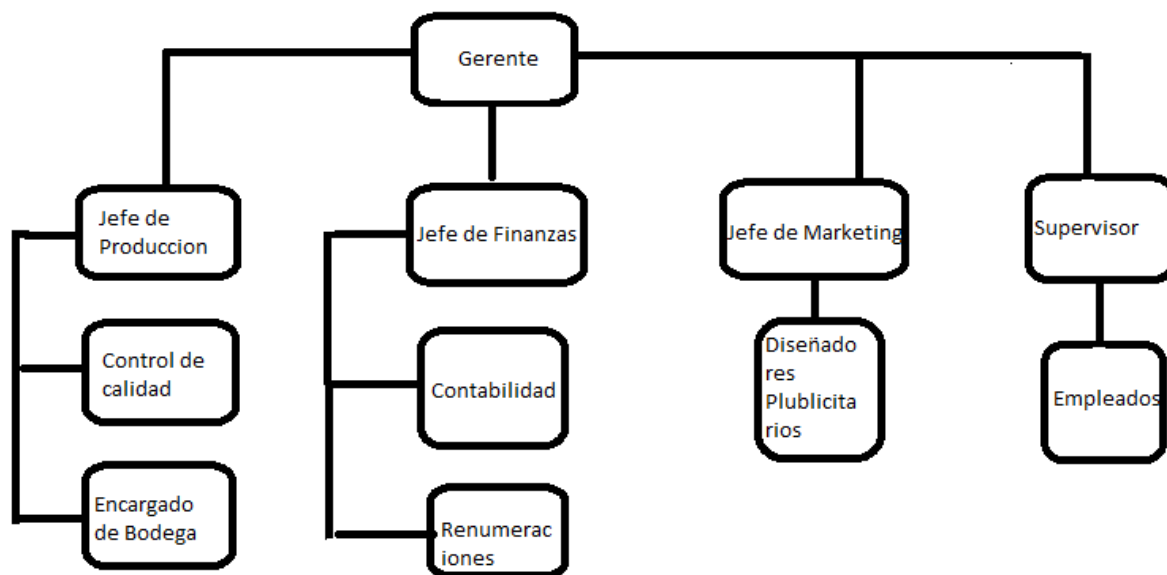 Gerente
Jefe de
Produccion
Jefe de Finanzas
Jefe de Marketing
Supervisor
Control de
calidad
Contabilidad
Diseñado
res
Plublicita
rios
Empleados
Encargado
de Bodega
Renumerac
iones